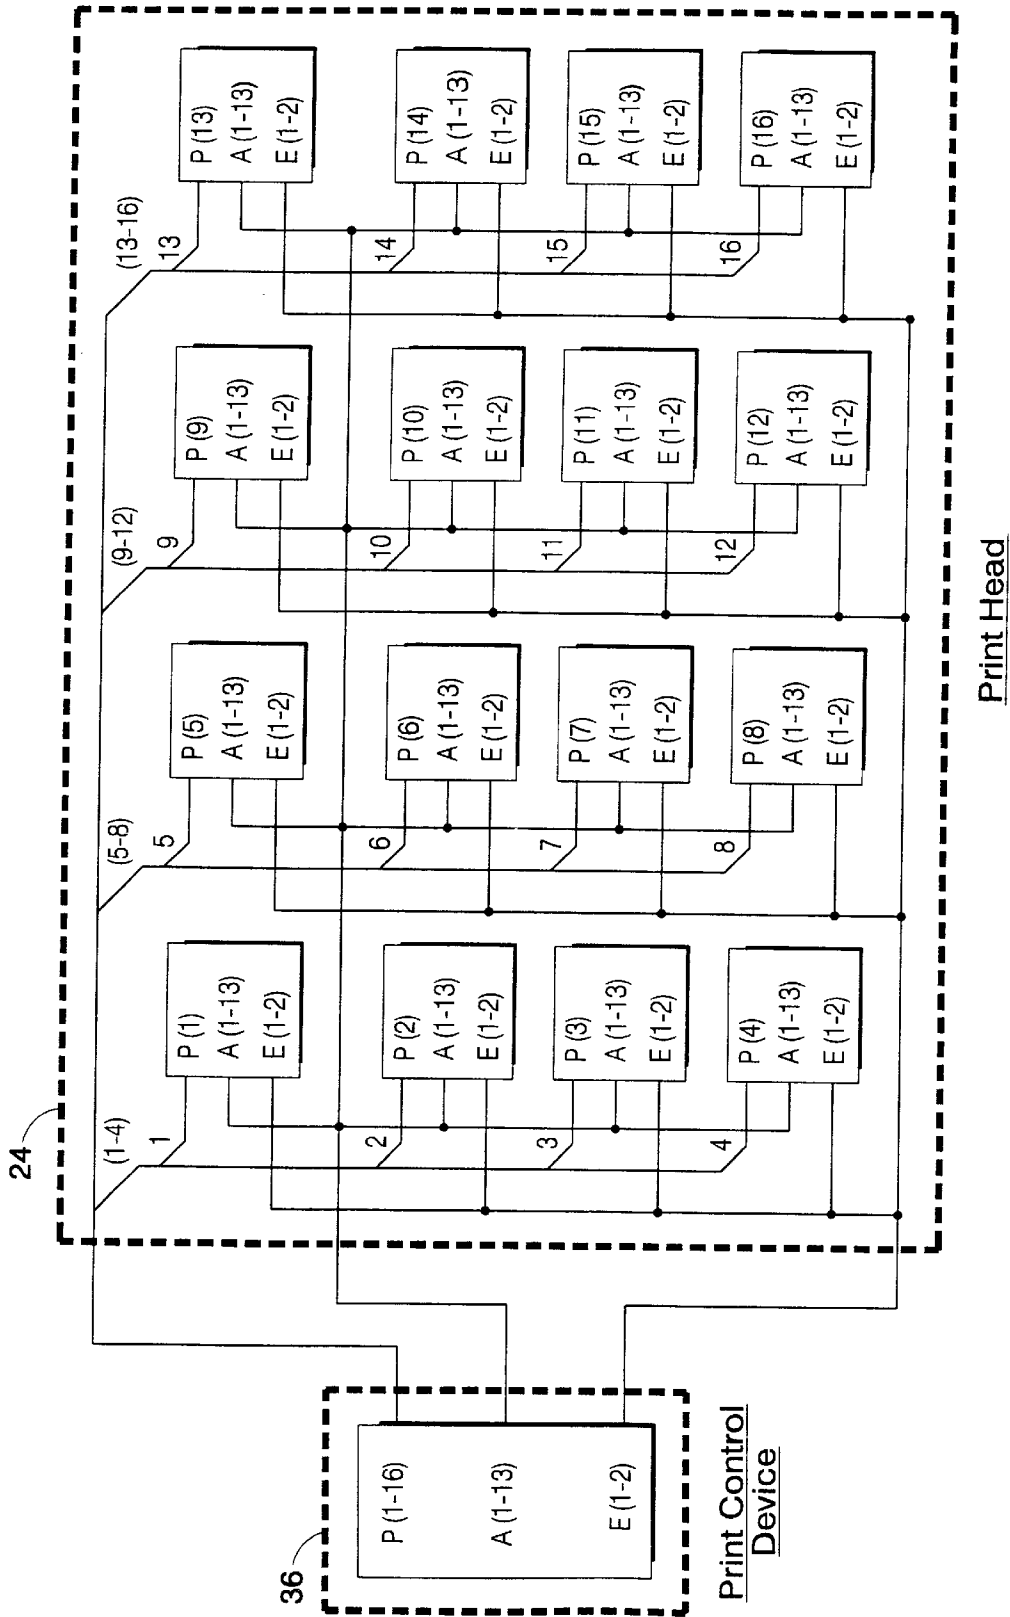 36
P (1-16)
A (1-13)
E (1-2)
Print Control
Device
24
(1-4)
1
P (1)
A (1-13)
E (1-2)
2
P (2)
A (1-13)
E (1-2)
3
P (3)
A (1-13)
E (1-2)
4
P (4)
A (1-13)
E (1-2)
(5-8)
5
P (5)
A (1-13)
E (1-2)
6
P (6)
A (1-13)
E (1-2)
7
P (7)
A (1-13)
E (1-2)
8
P (8)
A (1-13)
E (1-2)
(9-12)
9
P (9)
A (1-13)
E (1-2)
10
P (10)
A (1-13)
E (1-2)
11
P (11)
A (1-13)
E (1-2)
12
P (12)
A (1-13)
E (1-2)
(13-16)
13
P (13)
A (1-13)
E (1-2)
14
P (14)
A (1-13)
E (1-2)
15
P (15)
A (1-13)
E (1-2)
16
P (16)
A (1-13)
E (1-2)
Print Head